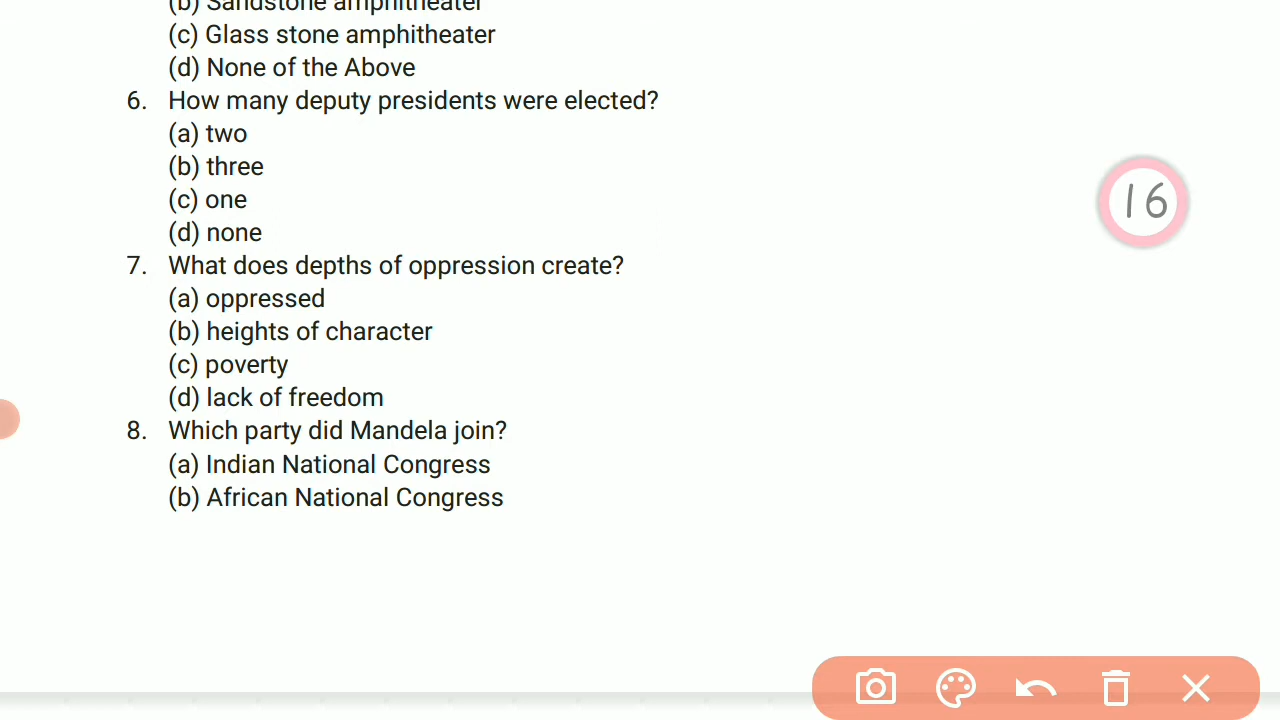 (b) Sandstone amphitheater
(c) Glass stone amphitheater
(d) None of the Above
6. How many deputy presidents were elected?
(a) two
(b) three
(c) one
(d) none
16
7. What does depths of oppression create?
(a) oppressed
(b) heights of character
(c) poverty
(d) lack of freedom
8. Which party did Mandela join?
(a) Indian National Congress
(b) African National Congress